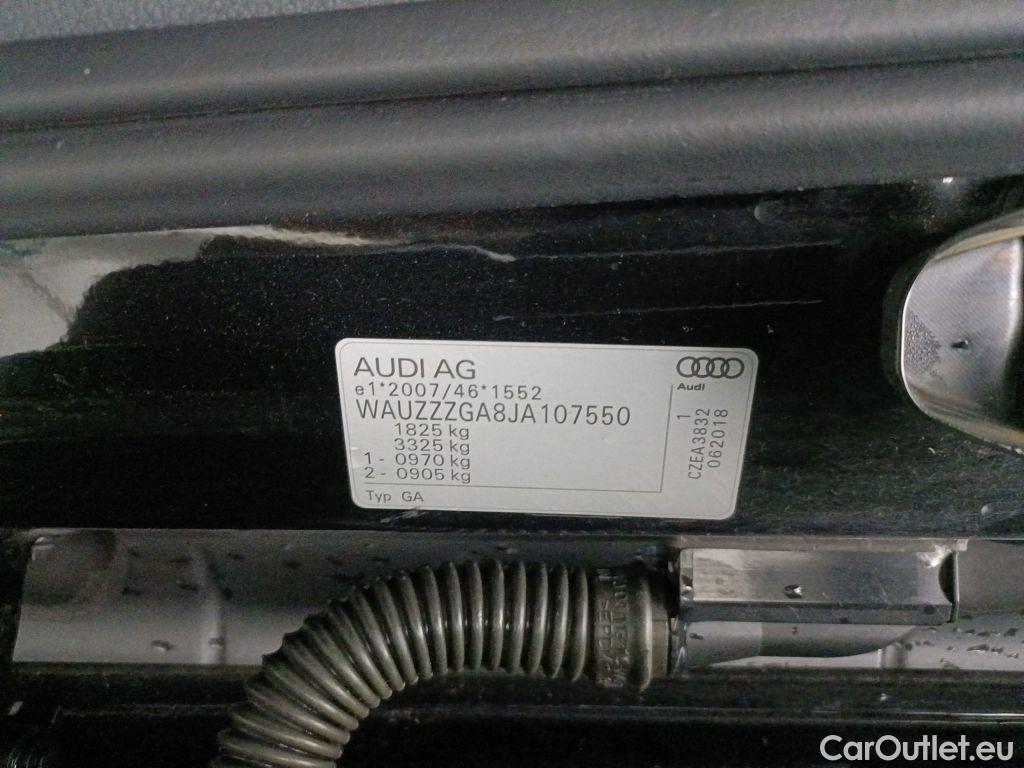 AUDI AG
Audi
e1*2007/46*1552
WAUZZZGA8JA107550
1825 kg
3325 kg
1 - 0970 kg
2 - 0905 kg
Typ GA
1
CZEA3832
062018
CarOutlet.eu